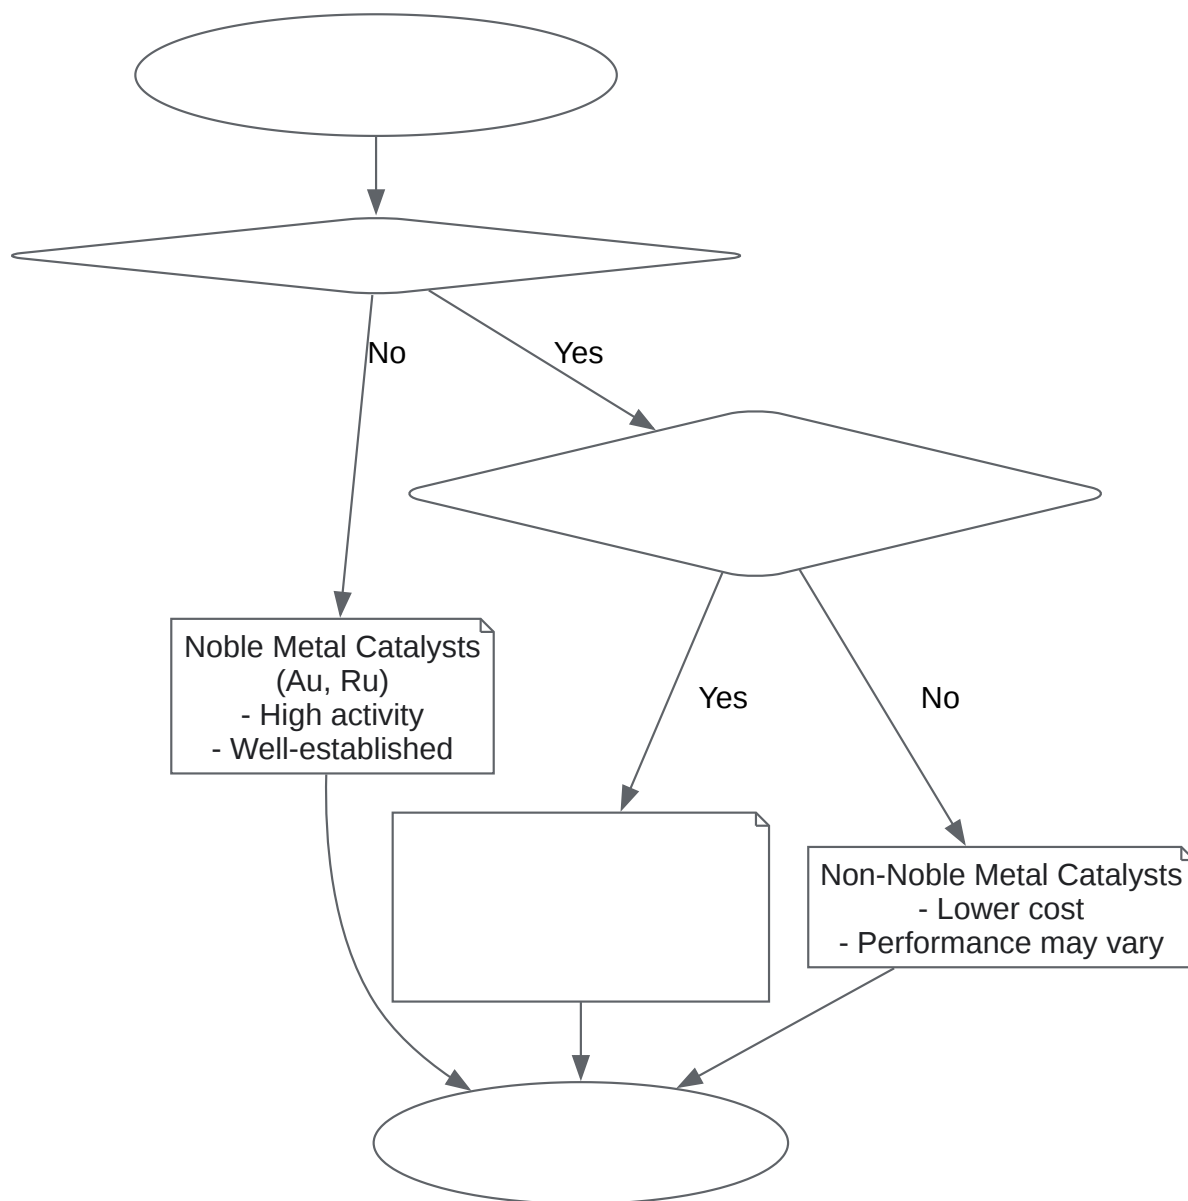 No
Yes
Noble Metal Catalysts
(Au, Ru)
- High activity
- Well-established
Yes
No
Non-Noble Metal Catalysts
- Lower cost
- Performance may vary